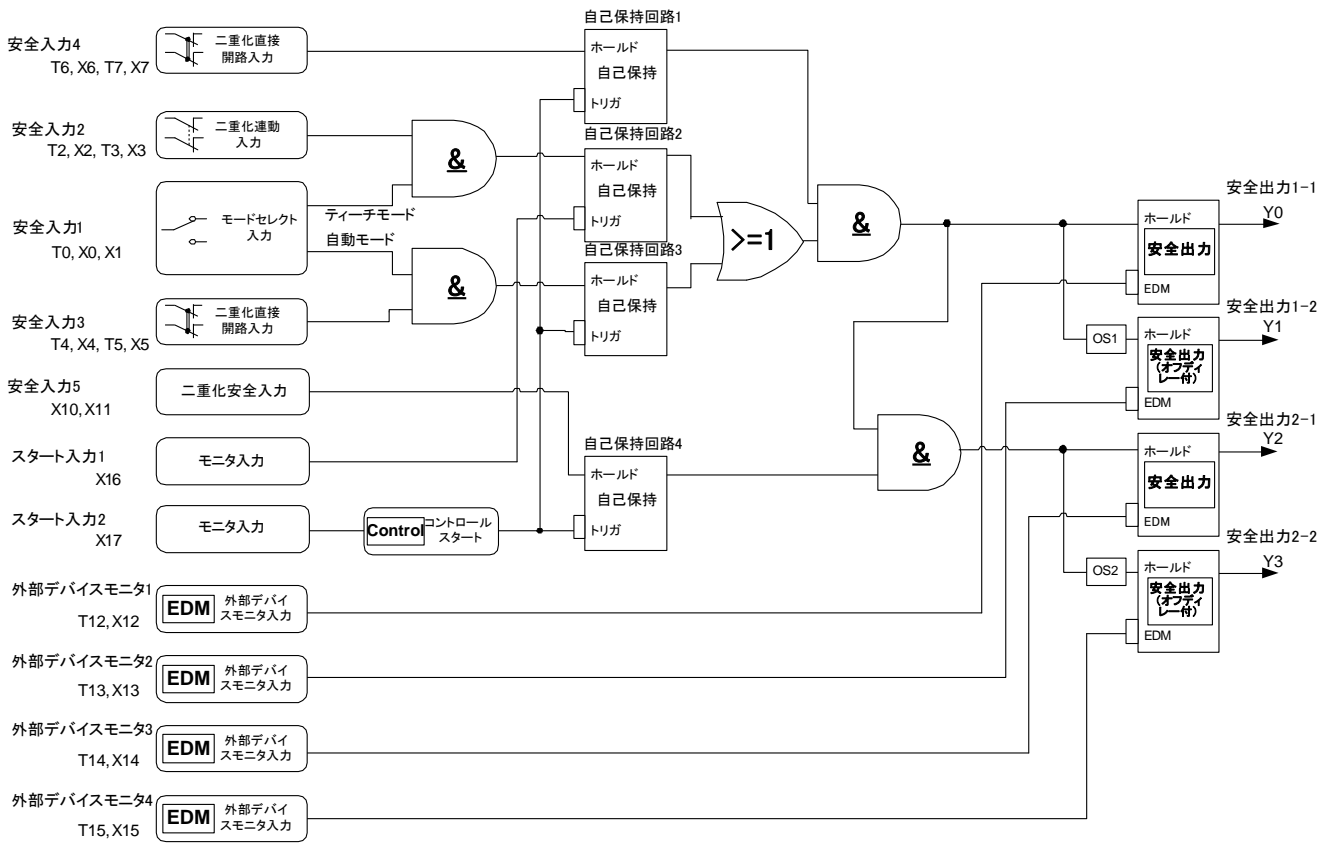 自己保持回路1
安全入力4
T6, X6, T7, X7
二重化直接
開路入力
ホールド
自己保持
トリガ
安全入力2
T2, X2, T3, X3
二重化連動
入力
&
自己保持回路2
ホールド
自己保持
トリガ
安全入力1
T0, X0, X1
モードセレクト
入力
ティーチモード
自動モード
>=1
&
自己保持回路3
ホールド
自己保持
トリガ
&
安全入力3
T4, X4, T5, X5
二重化直接
開路入力
安全入力5
X10, X11
二重化安全入力
スタート入力1
X16
モニタ入力
自己保持回路4
ホールド
自己保持
トリガ
&
スタート入力2
X17
モニタ入力
Control
コントロール
スタート
外部デバイスモニタ1
T12, X12
EDM
外部デバイ
スモニタ入力
外部デバイスモニタ2
T13, X13
EDM
外部デバイ
スモニタ入力
外部デバイスモニタ3
T14, X14
EDM
外部デバイ
スモニタ入力
外部デバイスモニタ4
T15, X15
EDM
外部デバイ
スモニタ入力
安全出力1-1
Y0
ホールド
安全出力
EDM
安全出力1-2
Y1
OS1
ホールド
安全出力
(オフディ
レー付)
EDM
安全出力2-1
Y2
ホールド
安全出力
EDM
安全出力2-2
Y3
OS2
ホールド
安全出力
(オフディ
レー付)
EDM